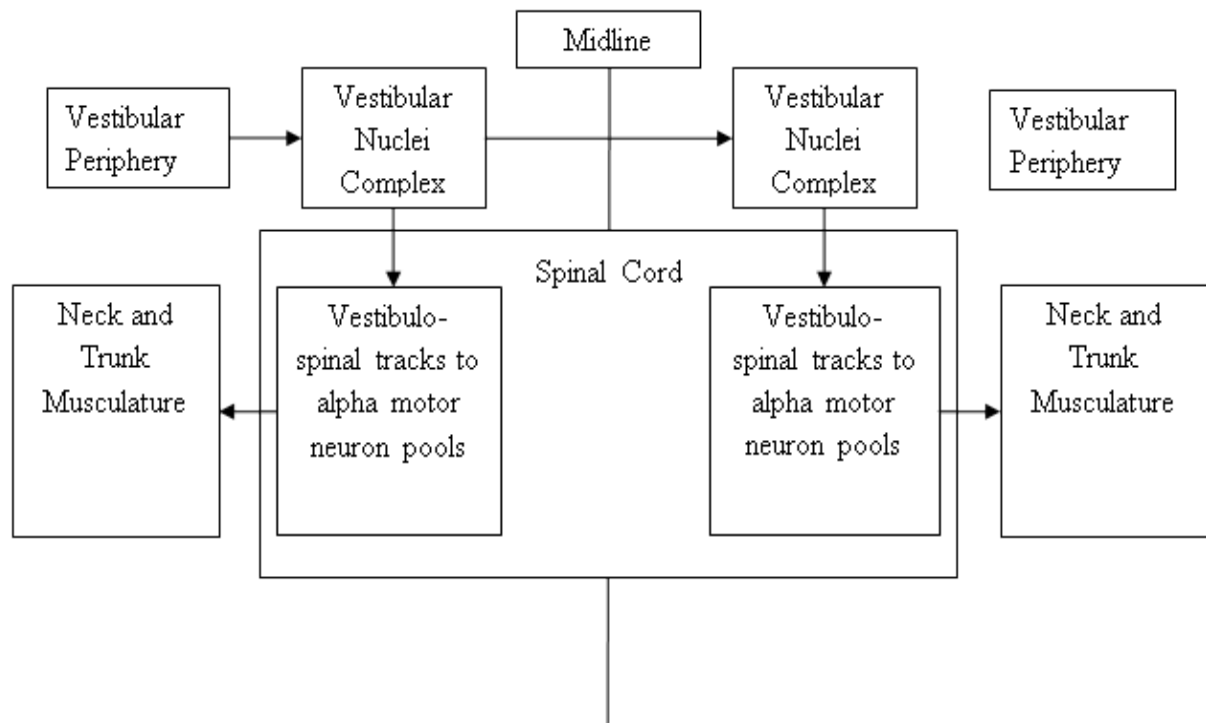 Midline
Vestibular
Periphery
Vestibular
Nuclei
Complex
Vestibular
Nuclei
Complex
Vestibular
Periphery
Spinal Cord
Neck and
Trunk
Musculature
Vestibulo-
spinal tracks to
alpha motor
neuron pools
Vestibulo-
spinal tracks to
alpha motor
neuron pools
Neck and
Trunk
Musculature